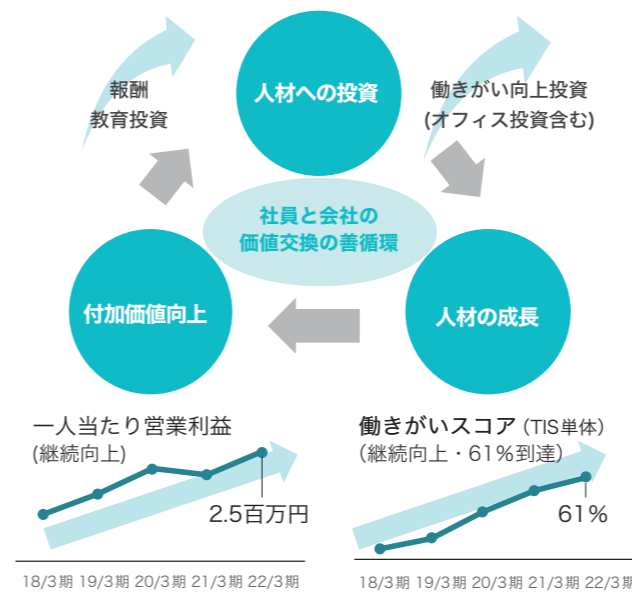 人材への投資
報酬
教育投資
働きがい向上投資
(オフィス投資含む)
社員と会社の
価値交換の善循環
付加価値向上
人材の成長
一人当たり営業利益
(継続向上)
2.5百万円
18/3期 19/3期 20/3期 21/3期 22/3期
働きがいスコア（TIS単体）
（継続向上・61％到達）
61％
18/3期 19/3期 20/3期 21/3期 22/3期